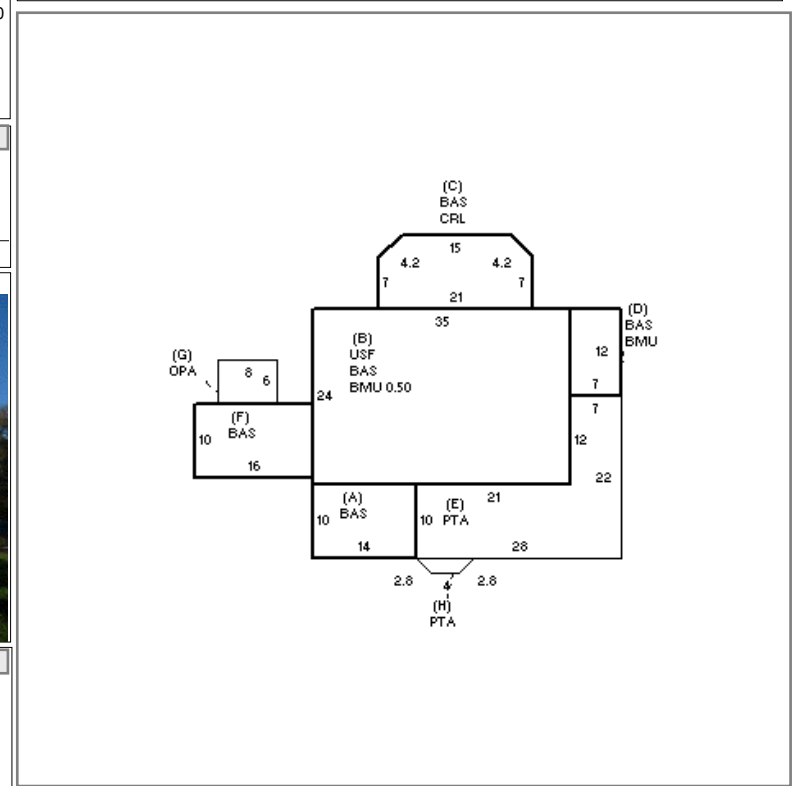 (C)
BAS
CRL
15
4.2 4.2
7 7
21
35
(D)
BAS
BMU
12
7
(B)
USF
BAS
BMU 0.50
24
(G)
OPA
8
6
(F)
BAS
10
16
7
12
22
(A)
BAS
10
14
21
(E)
PTA
10
28
2.8 4 2.8
(H)
PTA